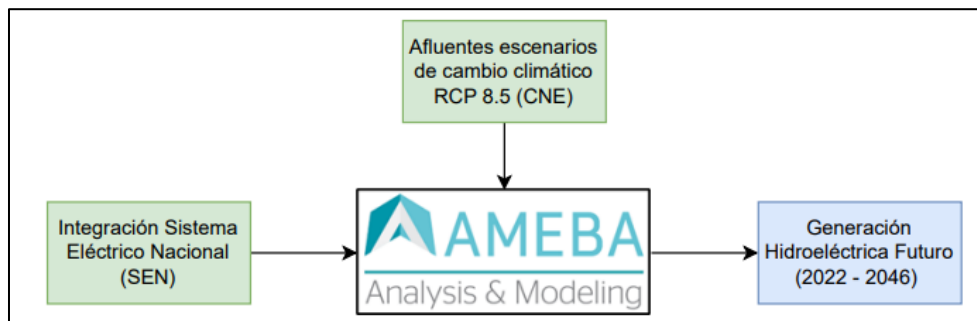 Afluentes escenarios
de cambio climático
RCP 8.5 (CNE)
Integración Sistema
Eléctrico Nacional
(SEN)
AMEBA
Analysis & Modeling
Generación
Hidroeléctrica Futuro
(2022 - 2046)